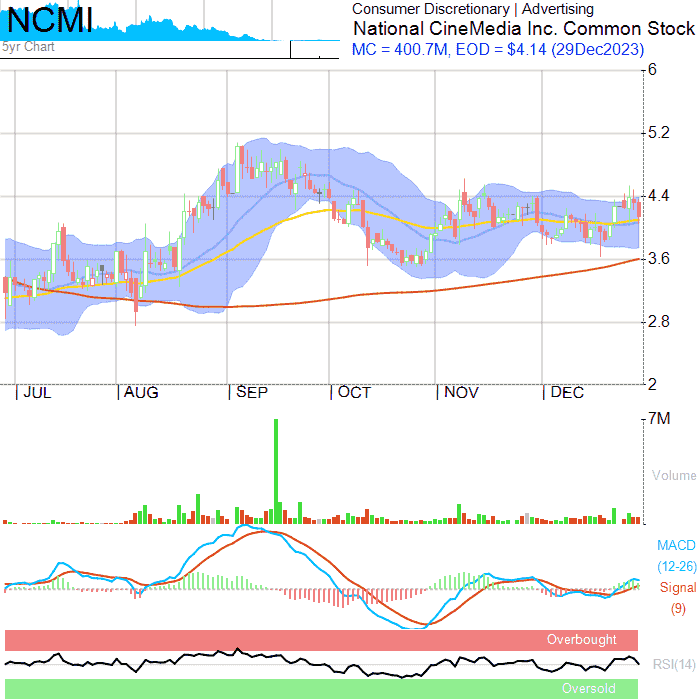 NCMI
5yr Chart
Consumer Discretionary | Advertising
National CineMedia Inc. Common Stock
MC = 400.7M, EOD = $4.14 (29Dec2023)
6
5.2
4.4
3.6
2.8
2
|JUL |AUG |SEP |OCT |NOV |DEC
7M
Volume
MACD
(12-26)
Signal
(9)
Overbought
RSI(14)
Oversold